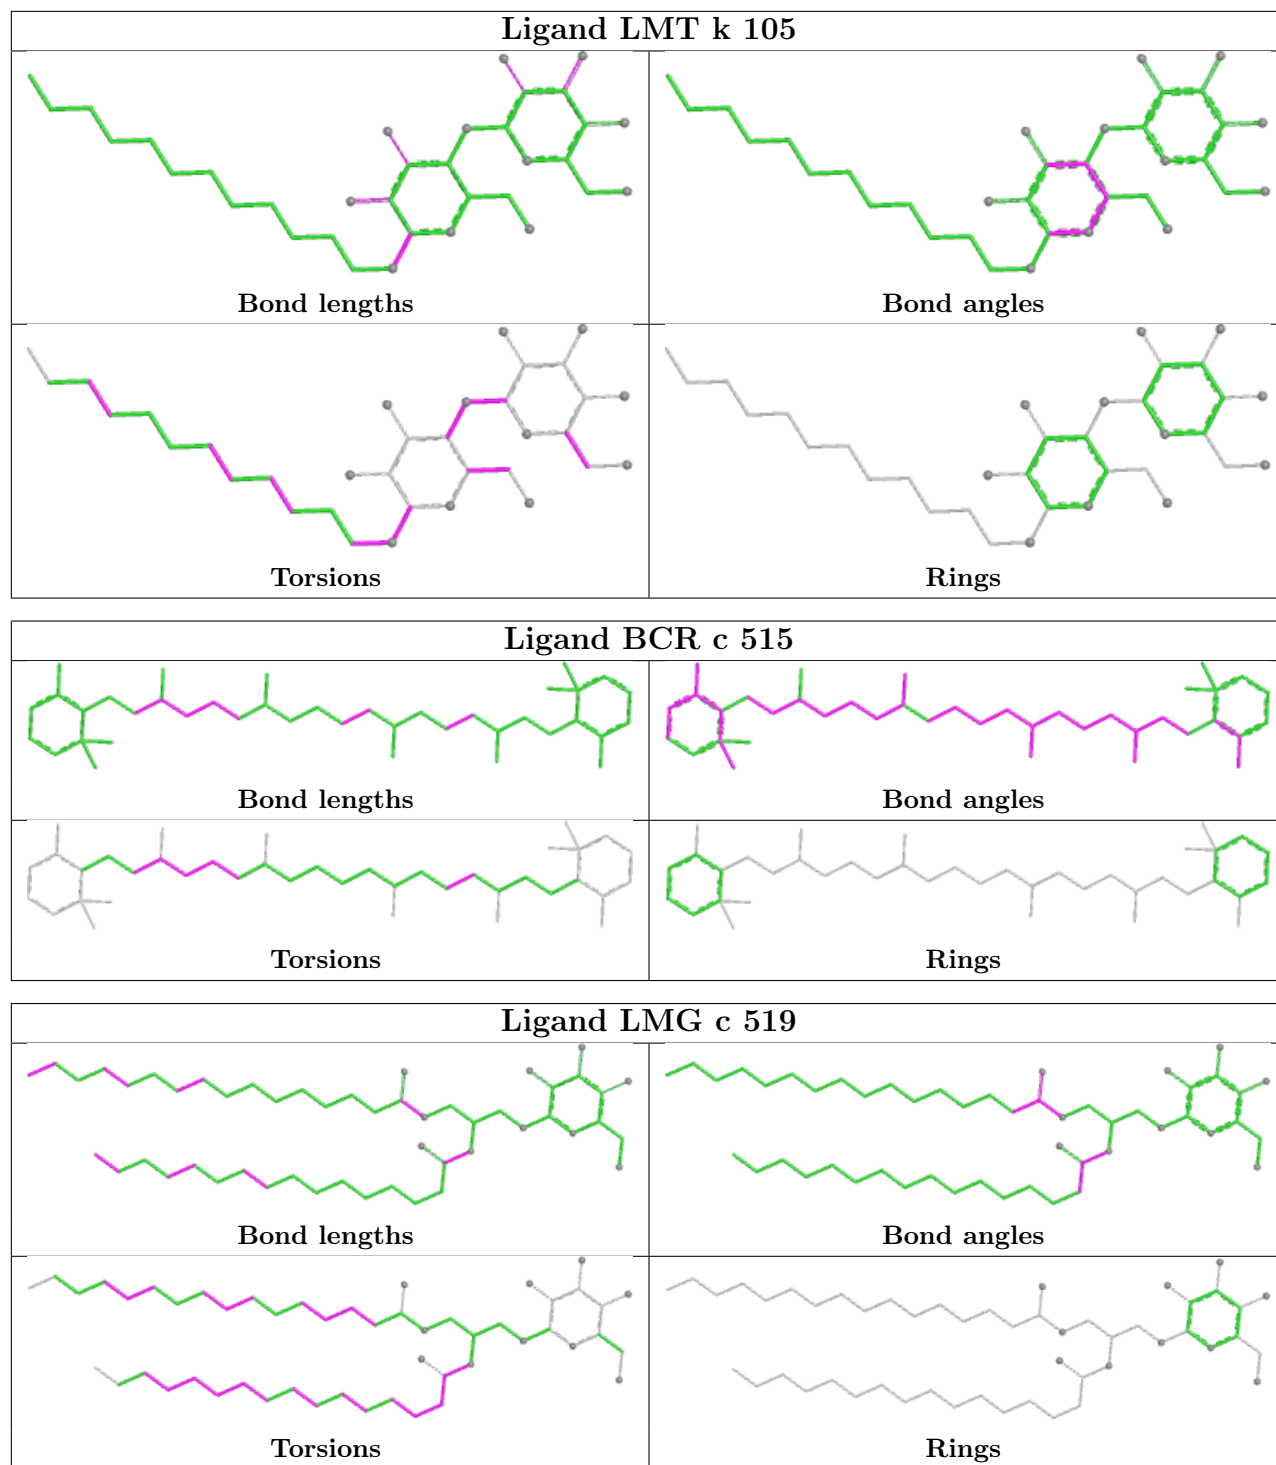 Ligand LMT k 105
Bond lengths
Bond angles
Torsions
Rings
Ligand BCR c 515
Bond lengths
Bond angles
Torsions
Rings
Ligand LMG c 519
Bond lengths
Bond angles
Torsions
Rings